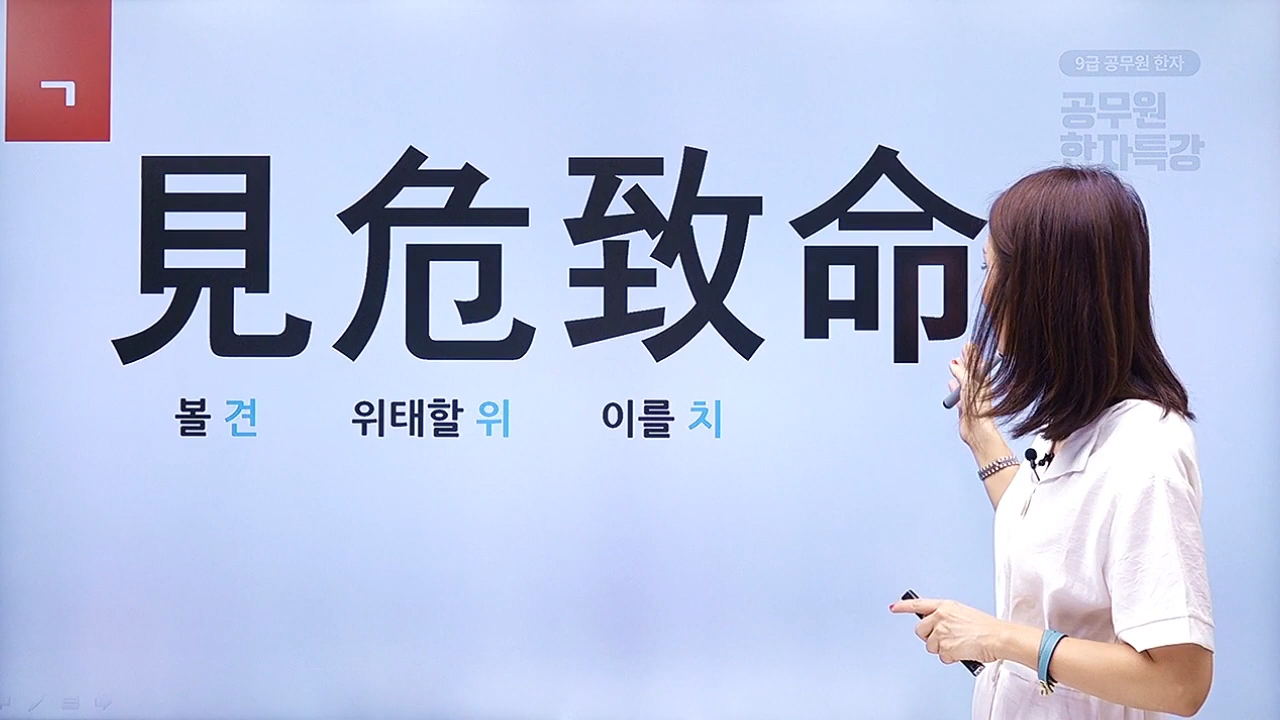 ㄱ
9급 공무원 한자
공무원
한자특강
見危致命
볼 견 위태할 위 이를 치